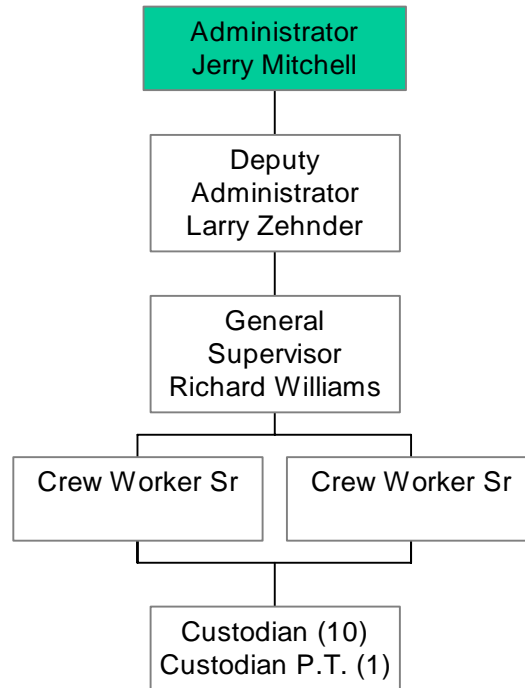 Administrator
Jerry Mitchell
Deputy
Administrator
Larry Zehnder
General
Supervisor
Richard Williams
Crew Worker Sr
Crew Worker Sr
Custodian (10)
Custodian P.T. (1)